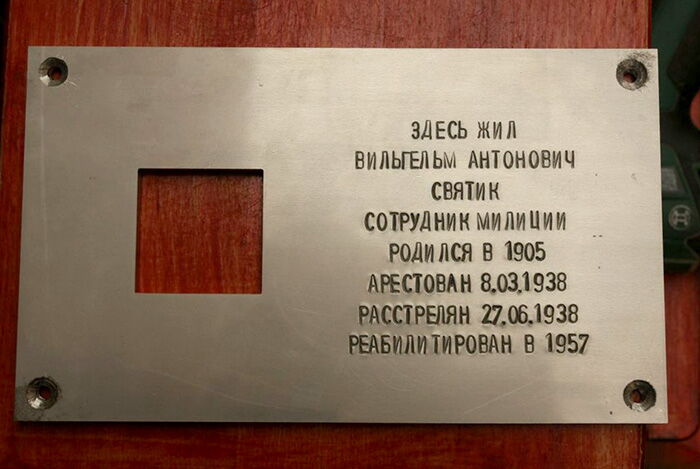 ЗДЕСЬ ЖИЛ
ВИЛЬГЕЛЬМ АНТОНОВИЧ
СВЯТИК
СОТРУДНИК МИЛИЦИИ
РОДИЛСЯ В 1905
АРЕСТОВАН 8.03.1938
РАССТРЕЛЯН 27.06.1938
РЕАБИЛИТИРОВАН В 1957